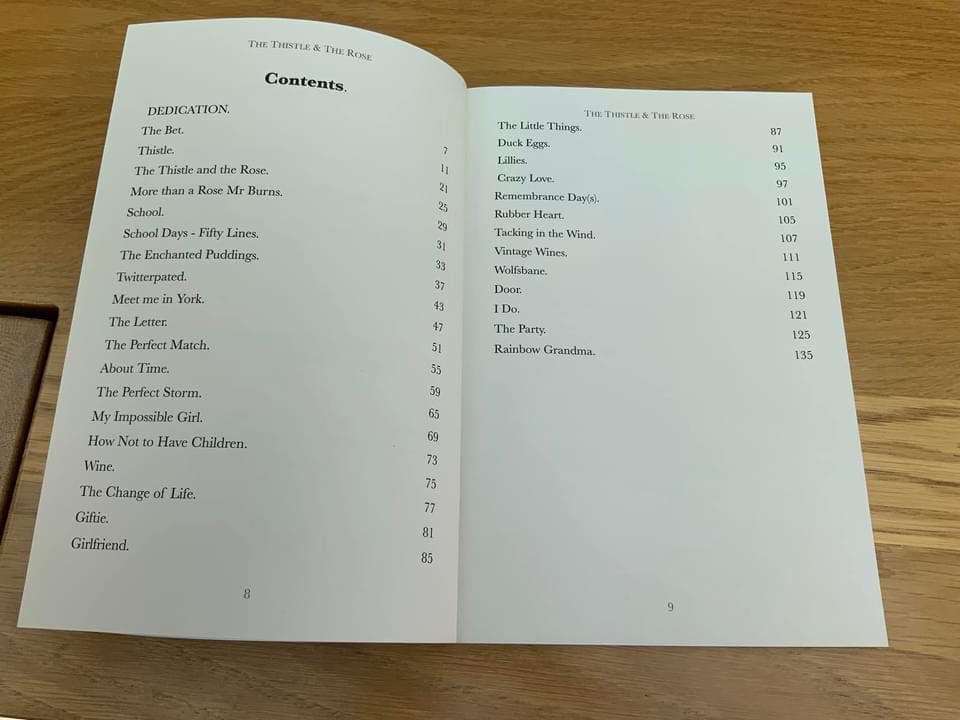 THE THISTLE & THE ROSE
Contents.
DEDICATION. 7
The Bet. 11
Thistle. 21
The Thistle and the Rose. 25
More than a Rose Mr Burns. 29
School. 31
School Days - Fifty Lines. 33
The Enchanted Puddings. 37
Twitterpated. 43
Meet me in York. 47
The Letter. 51
The Perfect Match. 55
About Time. 59
The Perfect Storm. 65
My Impossible Girl. 69
How Not to Have Children. 73
Wine. 75
The Change of Life. 77
Giftie. 81
Girlfriend. 85
8
THE THISTLE & THE ROSE
The Little Things. 87
Duck Eggs. 91
Lillies. 95
Crazy Love. 97
Remembrance Day(s). 101
Rubber Heart. 105
Tacking in the Wind. 107
Vintage Wines. 111
Wolfsbane. 115
Door. 119
I Do. 121
The Party. 125
Rainbow Grandma. 135
9